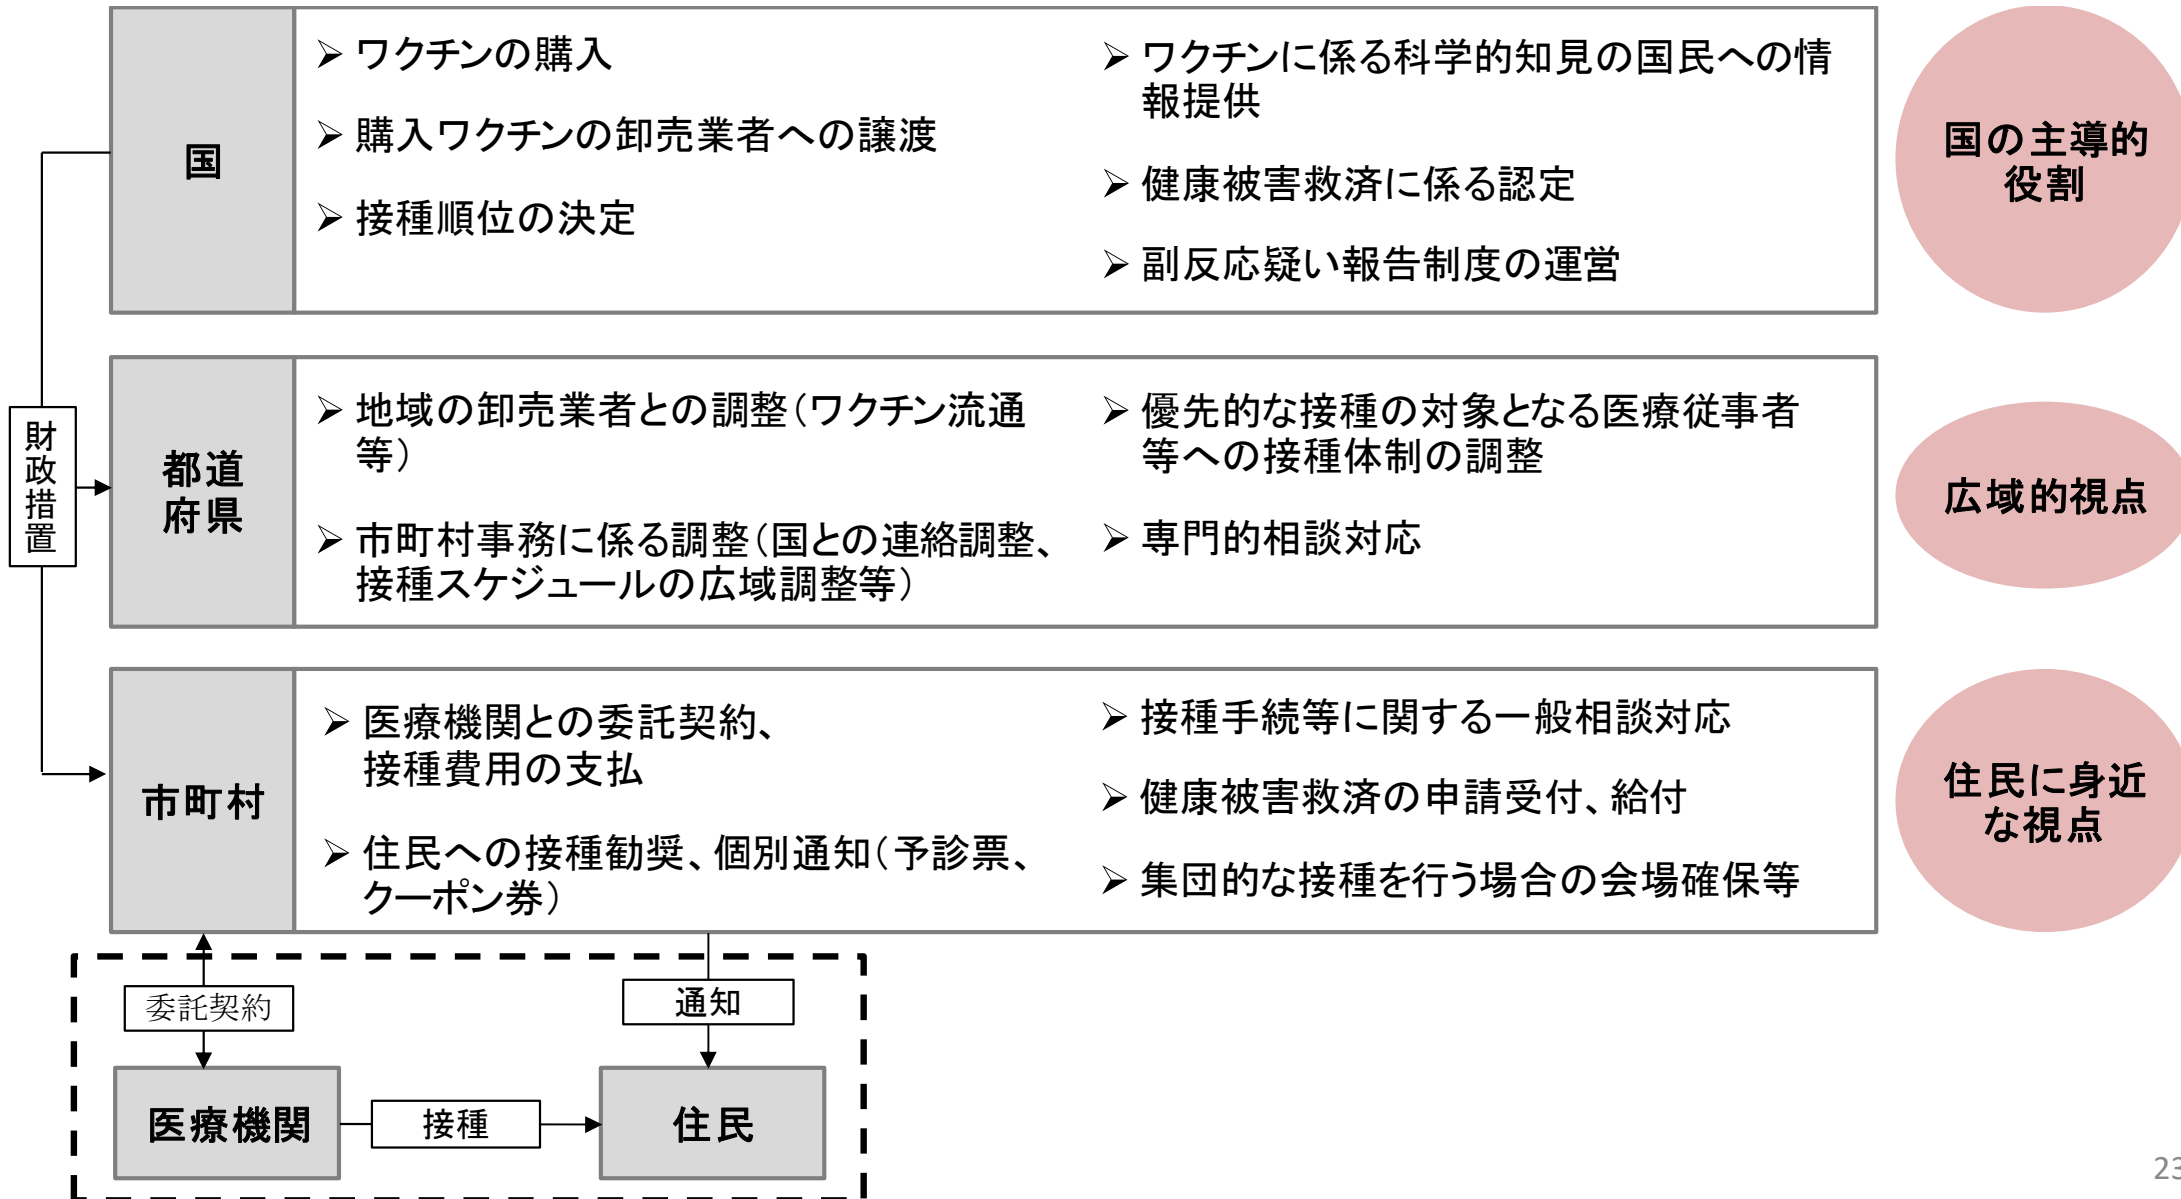 国
➢ ワクチンの購入
➢ 購入ワクチンの卸売業者への譲渡
➢ 接種順位の決定
➢ ワクチンに係る科学的知見の国民への情
報提供
➢ 健康被害救済に係る認定
➢ 副反応疑い報告制度の運営
国の主導的
役割
財政措置
都道
府県
➢ 地域の卸売業者との調整(ワクチン流通
等)
➢ 市町村事務に係る調整(国との連絡調整、
接種スケジュールの広域調整等)
➢ 優先的な接種の対象となる医療従事者
等への接種体制の調整
➢ 専門的相談対応
広域的視点
市町村
➢ 医療機関との委託契約、
接種費用の支払
➢ 住民への接種勧奨、個別通知(予診票、
クーポン券)
➢ 接種手続等に関する一般相談対応
➢ 健康被害救済の申請受付、給付
➢ 集団的な接種を行う場合の会場確保等
住民に身近
な視点
委託契約
通知
医療機関
接種
住民
23